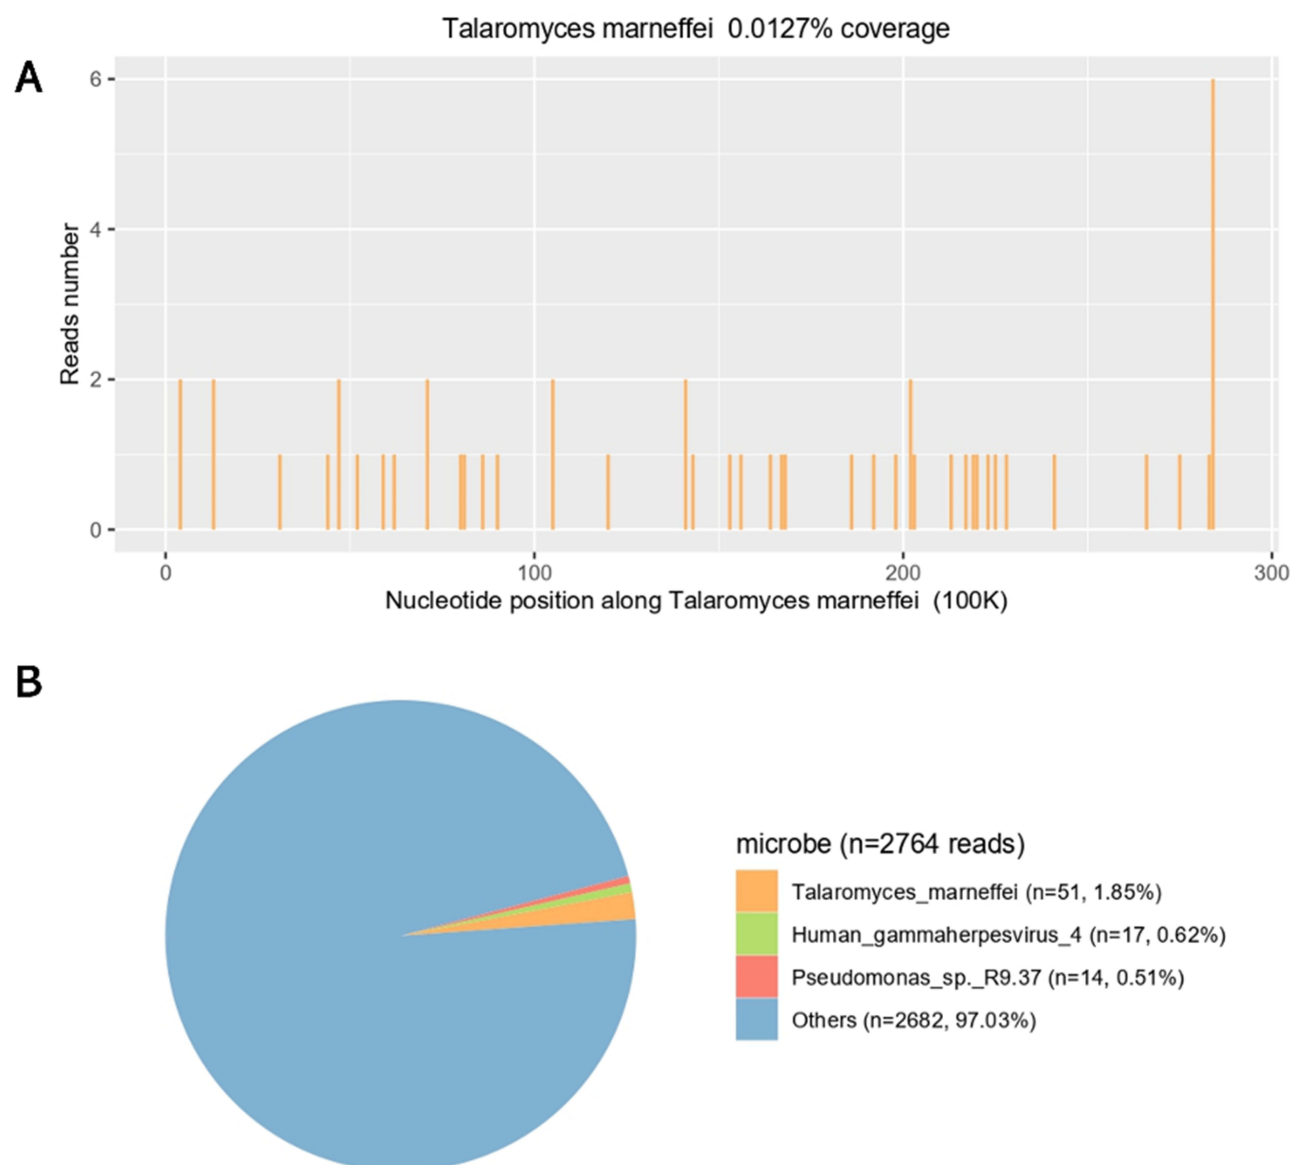 Talaromyces marneffei 0.0127% coverage
A
6
4
2
0
Reads number
0 100 200 300
Nucleotide position along Talaromyces marneffei (100K)
B
microbe (n=2764 reads)
Talaromyces_marneffei (n=51, 1.85%)
Human_gammaherpesvirus_4 (n=17, 0.62%)
Pseudomonas_sp._R9.37 (n=14, 0.51%)
Others (n=2682, 97.03%)